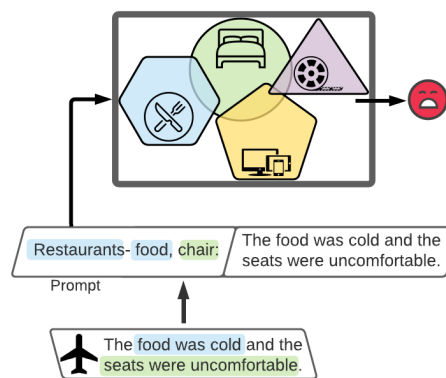 Restaurants- food, chair:
The food was cold and the
seats were uncomfortable.
Prompt
The food was cold and the
seats were uncomfortable.